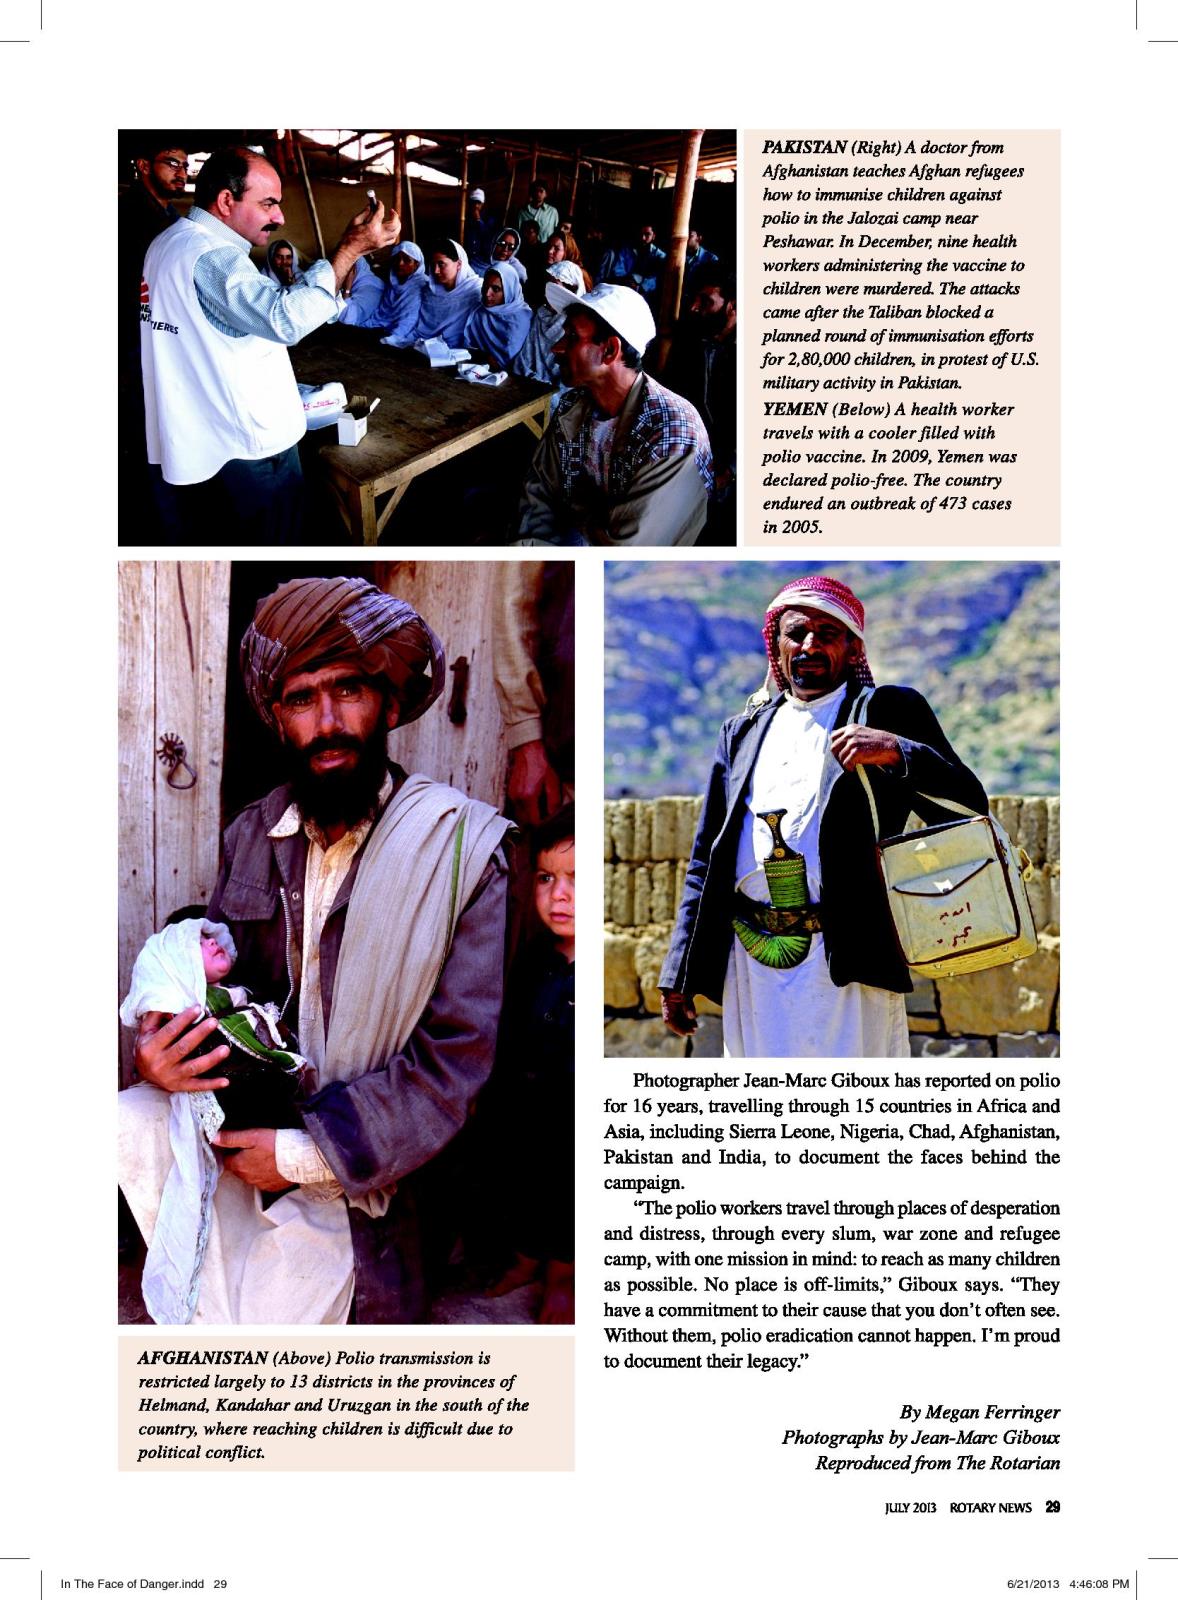 PAKISTAN (Right) A doctor from
Afghanistan teaches Afghan refugees
how to immunise children against
polio in the Jalozai camp near
Peshawar. In December, nine health
workers administering the vaccine to
children were murdered. The attacks
came after the Taliban blocked a
planned round of immunisation efforts
for 2,80,000 children, in protest of U.S.
military activity in Pakistan.
YEMEN (Below) A health worker
travels with a cooler filled with
polio vaccine. In 2009, Yemen was
declared polio-free. The country
endured an outbreak of 473 cases
in 2005.
TIERES
Photographer Jean-Marc Giboux has reported on polio
for 16 years, travelling through 15 countries in Africa and
Asia, including Sierra Leone, Nigeria, Chad, Afghanistan,
Pakistan and India, to document the faces behind the
campaign.
“The polio workers travel through places of desperation
and distress, through every slum, war zone and refugee
camp, with one mission in mind: to reach as many children
as possible. No place is off-limits,” Giboux says. “They
have a commitment to their cause that you don’t often see.
Without them, polio eradication cannot happen. I’m proud
to document their legacy.”
AFGHANISTAN (Above) Polio transmission is
restricted largely to 13 districts in the provinces of
Helmand, Kandahar and Uruzgan in the south of the
country, where reaching children is difficult due to
political conflict.
By Megan Ferringer
Photographs by Jean-Marc Giboux
Reproduced from The Rotarian
JULY 2013 ROTARY NEWS 29
In The Face of Danger.indd 29
6/21/2013 4:46:08 PM